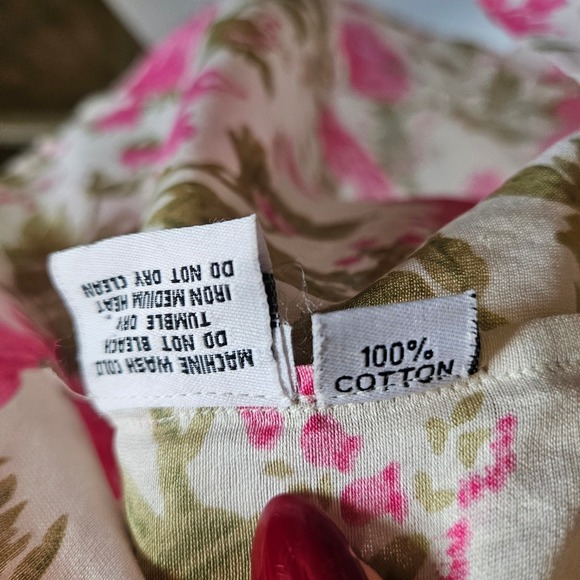 MACHINE WASH COLD
DO NOT BLEACH
TUMBLE DRY
IRON MEDIUM HEAT
DO NOT DRY CLEAN
100%
COTTON